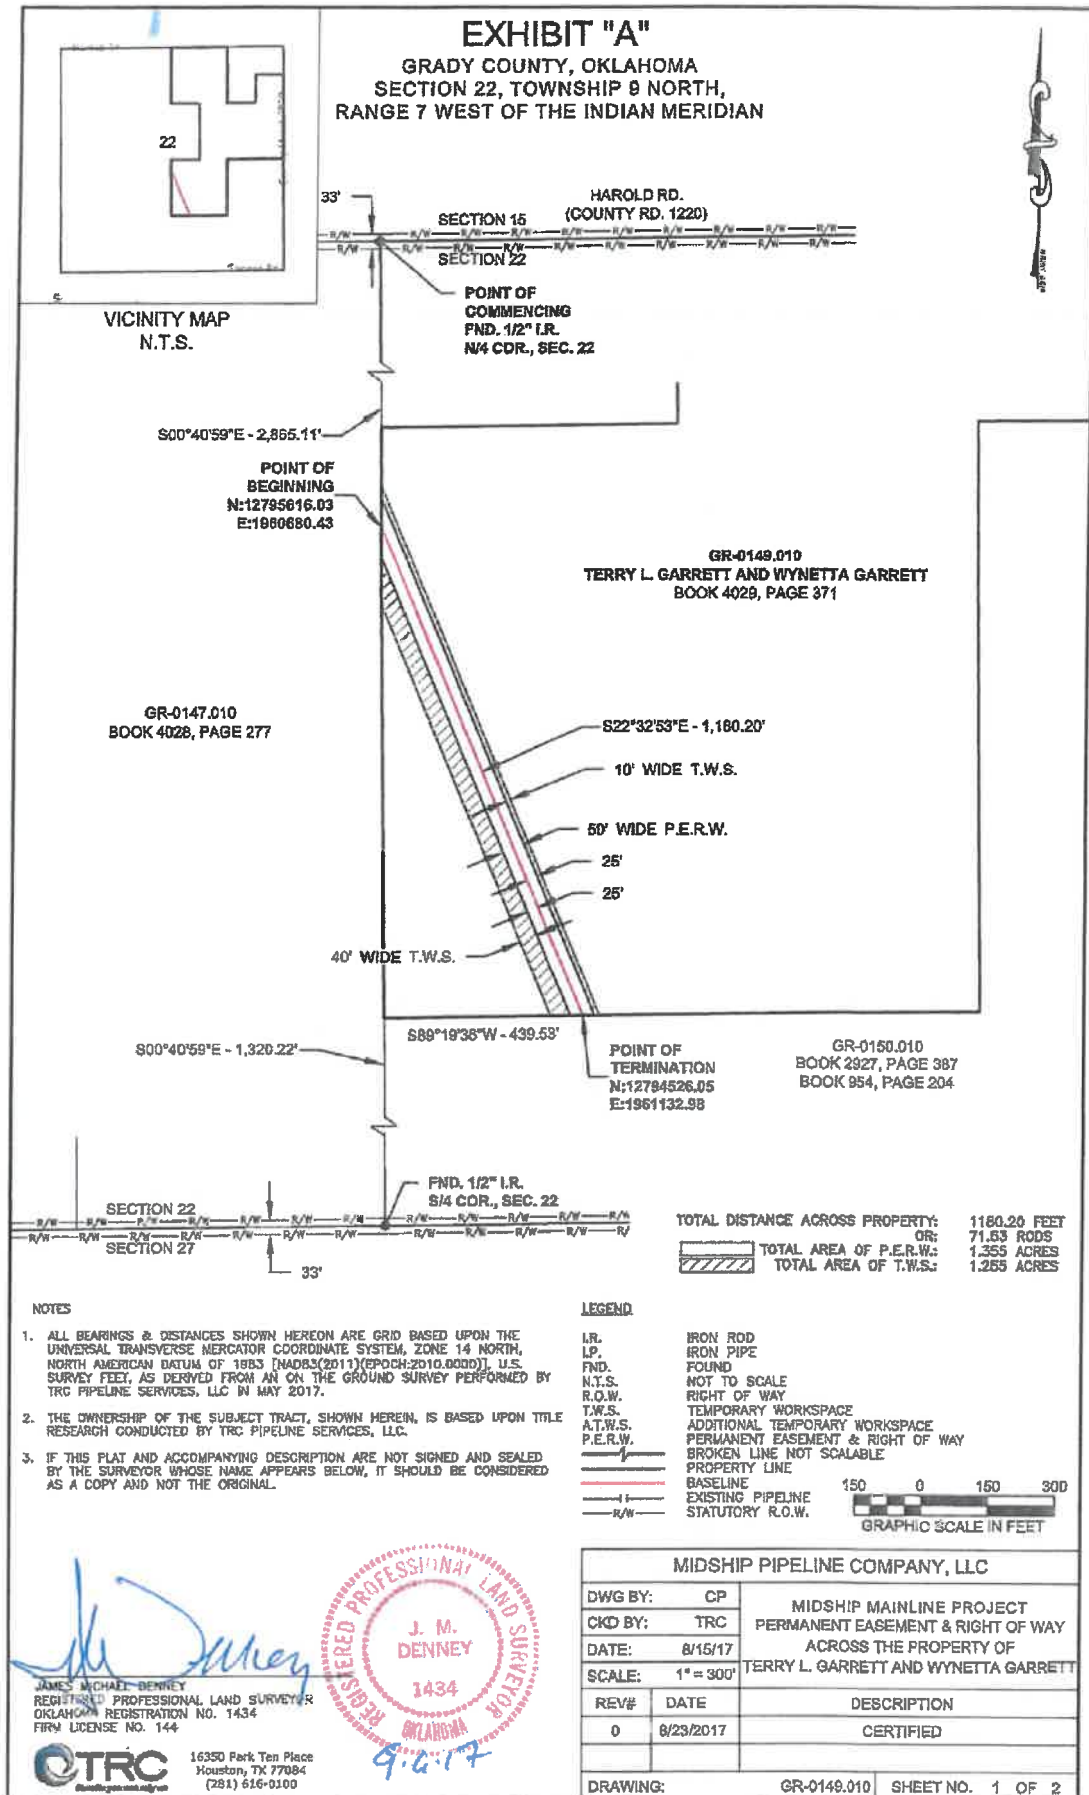 EXHIBIT "A"
GRADY COUNTY, OKLAHOMA
SECTION 22, TOWNSHIP 9 NORTH,
RANGE 7 WEST OF THE INDIAN MERIDIAN
22
VICINITY MAP
N.T.S.
33'
HAROLD RD.
(COUNTY RD. 1220)
SECTION 15
R/W R/W R/W R/W R/W R/W R/W R/W R/W R/W
R/W R/W R/W R/W R/W R/W R/W R/W R/W
SECTION 22
POINT OF
COMMENCING
FND. 1/2" I.R.
N/4 COR., SEC. 22
S00°40'59"E - 2,865.11'
POINT OF
BEGINNING
N:12795616.03
E:1960680.43
GR-0149.010
TERRY L. GARRETT AND WYNETTA GARRETT
BOOK 4029, PAGE 371
GR-0147.010
BOOK 4028, PAGE 277
S22°32'53"E - 1,180.20'
10' WIDE T.W.S.
50' WIDE P.E.R.W.
25'
25'
40' WIDE T.W.S.
S89°19'36"W - 439.53'
S00°40'59"E - 1,320.22'
POINT OF
TERMINATION
N:12784526.05
E:1961132.98
GR-0150.010
BOOK 2927, PAGE 387
BOOK 954, PAGE 204
FND. 1/2" I.R.
S/4 COR., SEC. 22
SECTION 22
R/W R/W R/W R/W R/W R/W R/W R/W R/W R/W R/W R/W
R/W R/W R/W R/W R/W R/W R/W R/W R/W R/W R/W R/
SECTION 27
33'
TOTAL DISTANCE ACROSS PROPERTY: 1180.20 FEET
OR: 71.53 RODS
TOTAL AREA OF P.E.R.W.: 1.355 ACRES
TOTAL AREA OF T.W.S.: 1.255 ACRES
NOTES
1. ALL BEARINGS & DISTANCES SHOWN HEREON ARE GRID BASED UPON THE
UNIVERSAL TRANSVERSE MERCATOR COORDINATE SYSTEM, ZONE 14 NORTH,
NORTH AMERICAN DATUM OF 1983 [NAD83(2011)(EPOCH:2010.0000)], U.S.
SURVEY FEET, AS DERIVED FROM AN ON THE GROUND SURVEY PERFORMED BY
TRC PIPELINE SERVICES, LLC IN MAY 2017.
2. THE OWNERSHIP OF THE SUBJECT TRACT, SHOWN HEREIN, IS BASED UPON TITLE
RESEARCH CONDUCTED BY TRC PIPELINE SERVICES, LLC.
3. IF THIS PLAT AND ACCOMPANYING DESCRIPTION ARE NOT SIGNED AND SEALED
BY THE SURVEYOR WHOSE NAME APPEARS BELOW, IT SHOULD BE CONSIDERED
AS A COPY AND NOT THE ORIGINAL.
LEGEND
I.R. IRON ROD
I.P. IRON PIPE
FND. FOUND
N.T.S. NOT TO SCALE
R.O.W. RIGHT OF WAY
T.W.S. TEMPORARY WORKSPACE
A.T.W.S. ADDITIONAL TEMPORARY WORKSPACE
P.E.R.W. PERMANENT EASEMENT & RIGHT OF WAY
BROKEN LINE NOT SCALABLE
PROPERTY LINE
BASELINE
EXISTING PIPELINE
R/W STATUTORY R.O.W.
150 0 150 300
GRAPHIC SCALE IN FEET
JAMES MICHAEL DENNEY
REGISTERED PROFESSIONAL LAND SURVEYOR
OKLAHOMA REGISTRATION NO. 1434
FIRM LICENSE NO. 144
REGISTERED PROFESSIONAL LAND SURVEYOR
J. M.
DENNEY
1434
OKLAHOMA
9.6.17
TRC
16350 Park Ten Place
Houston, TX 77084
(281) 616-0100
MIDSHIP PIPELINE COMPANY, LLC
DWG BY: CP
CKD BY: TRC
DATE: 8/15/17
SCALE: 1" = 300'
MIDSHIP MAINLINE PROJECT
PERMANENT EASEMENT & RIGHT OF WAY
ACROSS THE PROPERTY OF
TERRY L. GARRETT AND WYNETTA GARRETT
REV# DATE DESCRIPTION
0 8/23/2017 CERTIFIED
DRAWING: GR-0149.010 SHEET NO. 1 OF 2